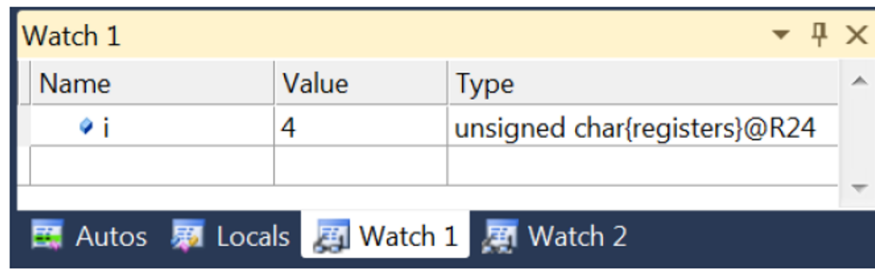 Watch 1
Name Value Type
i 4 unsigned char{registers}@R24
Autos Locals Watch 1 Watch 2